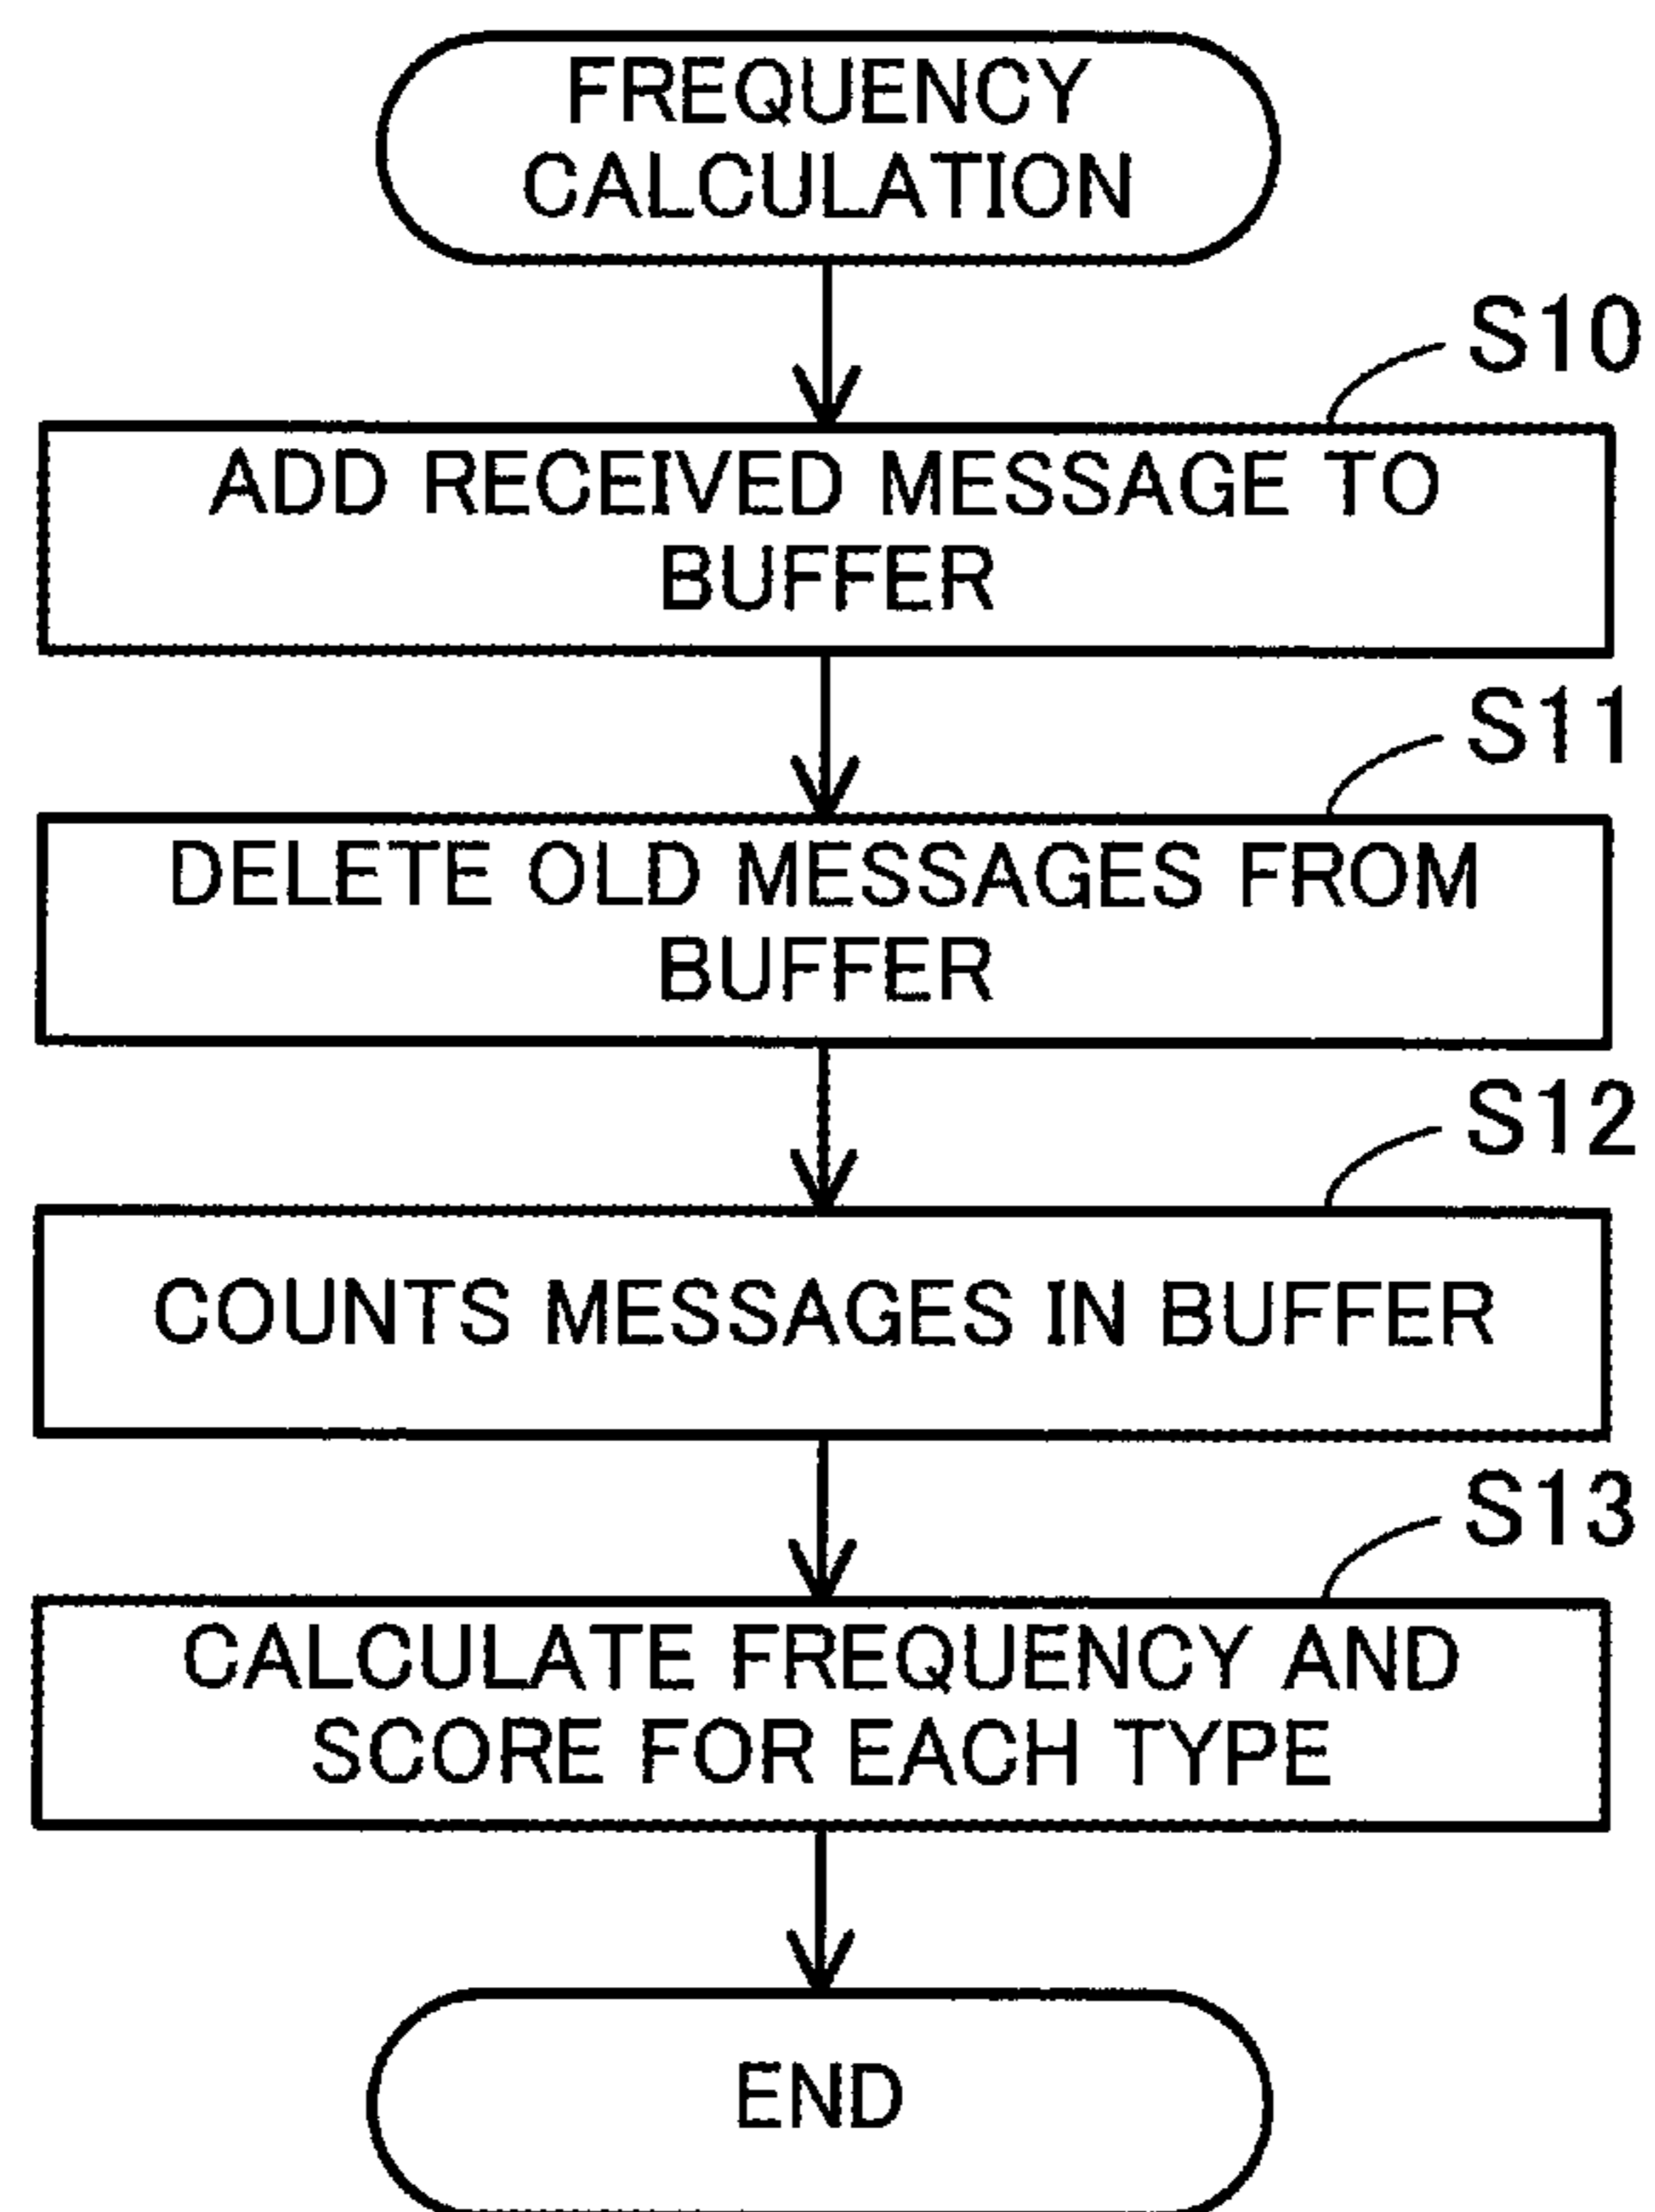 FREQUENCY
CALCULATION
S10
ADD RECEIVED MESSAGE TO
BUFFER
S11
DELETE OLD MESSAGES FROM
BUFFER
S12
COUNTS MESSAGES IN BUFFER
S13
CALCULATE FREQUENCY AND
SCORE FOR EACH TYPE
END